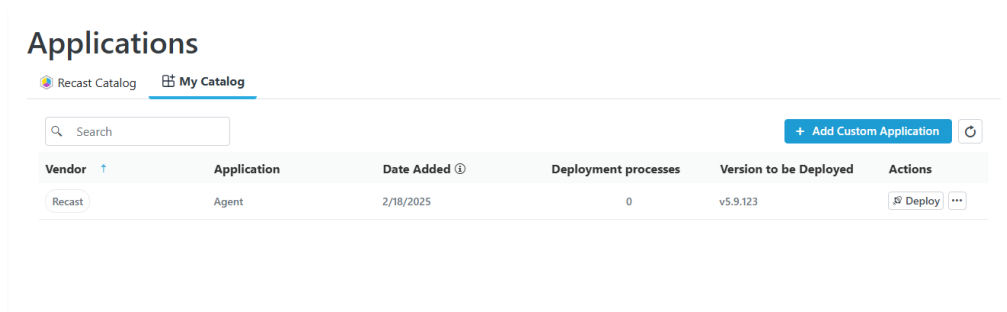 Applications
Recast Catalog My Catalog
Search + Add Custom Application
Vendor ↑ Application Date Added Deployment processes Version to be Deployed Actions
Recast Agent 2/18/2025 0 v5.9.123 Deploy ···